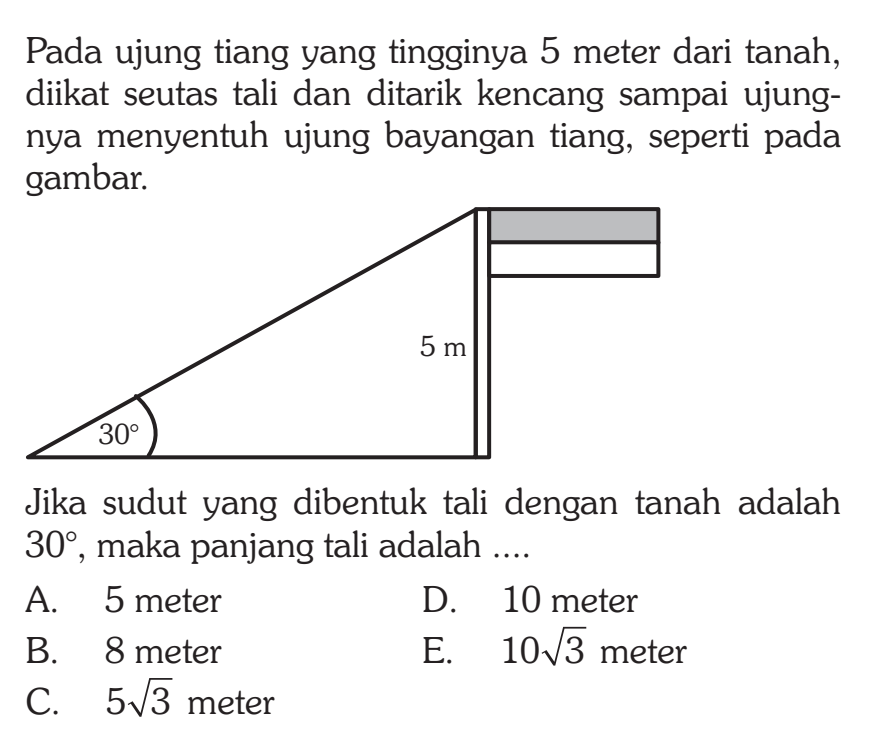 Pada ujung tiang yang tingginya 5 meter dari tanah,
diikat seutas tali dan ditarik kencang sampai ujung-
nya menyentuh ujung bayangan tiang, seperti pada
gambar.
5 m
30°
Jika sudut yang dibentuk tali dengan tanah adalah
30°, maka panjang tali adalah ....
A. 5 meter D. 10 meter
B. 8 meter E. 10√3 meter
C. 5√3 meter